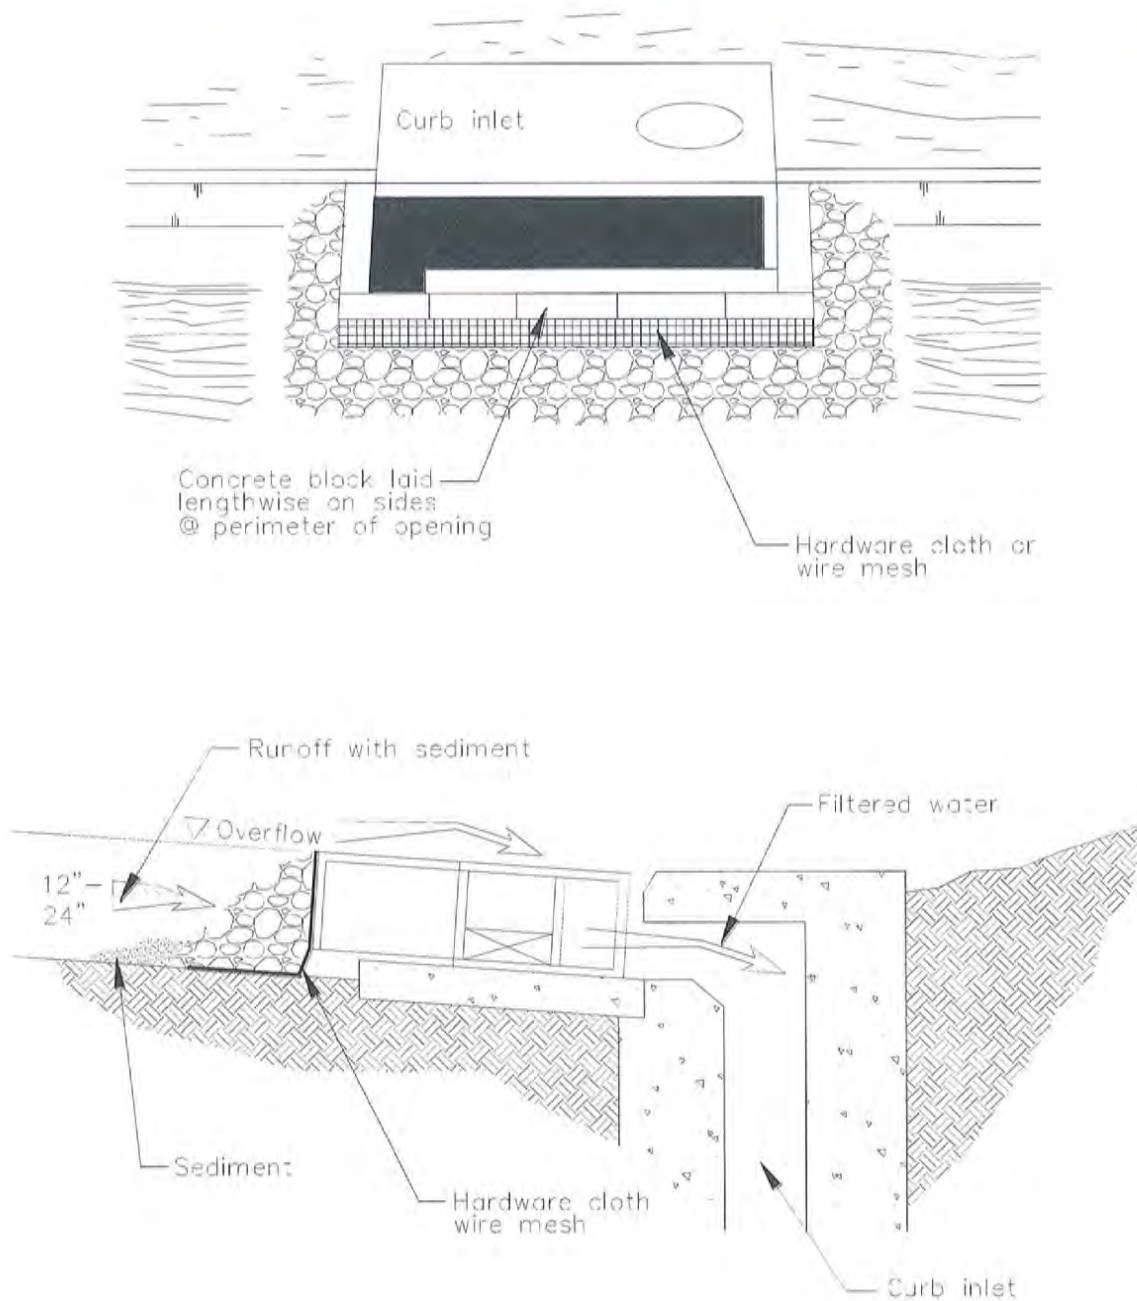 Curb inlet
Concrete block laid
lengthwise on sides
@ perimeter of opening
Hardware cloth or
wire mesh
Runoff with sediment
Filtered water
Overflow
12"-
24"
Sediment
Hardware cloth
wire mesh
Curb inlet